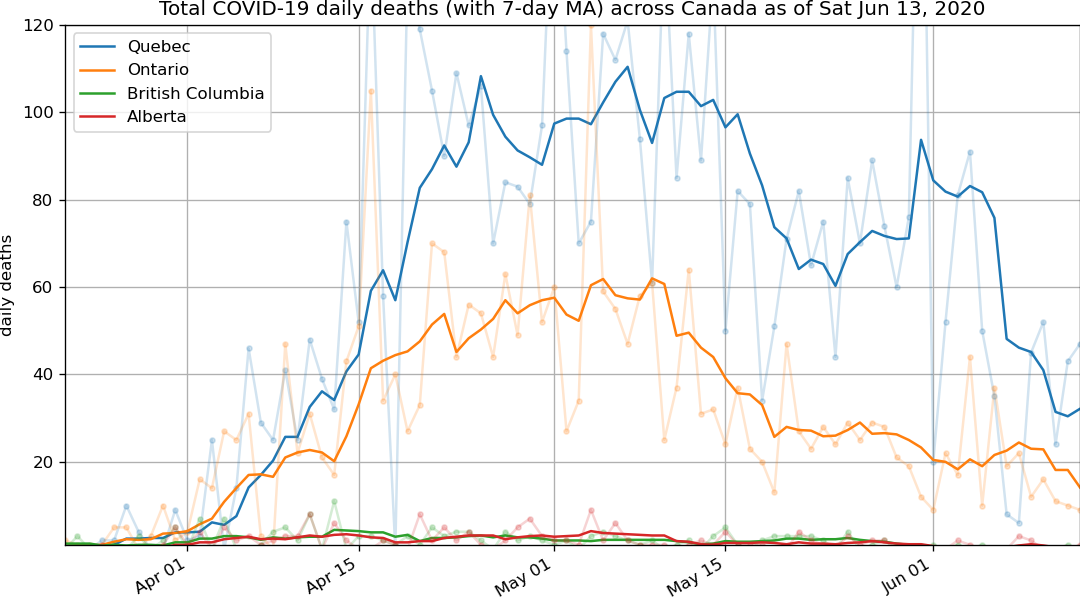 Total COVID-19 daily deaths (with 7-day MA) across Canada as of Sat Jun 13, 2020
120
100
80
60
40
20
daily deaths
Quebec
Ontario
British Columbia
Alberta
Apr 01
Apr 15
May 01
May 15
Jun 01